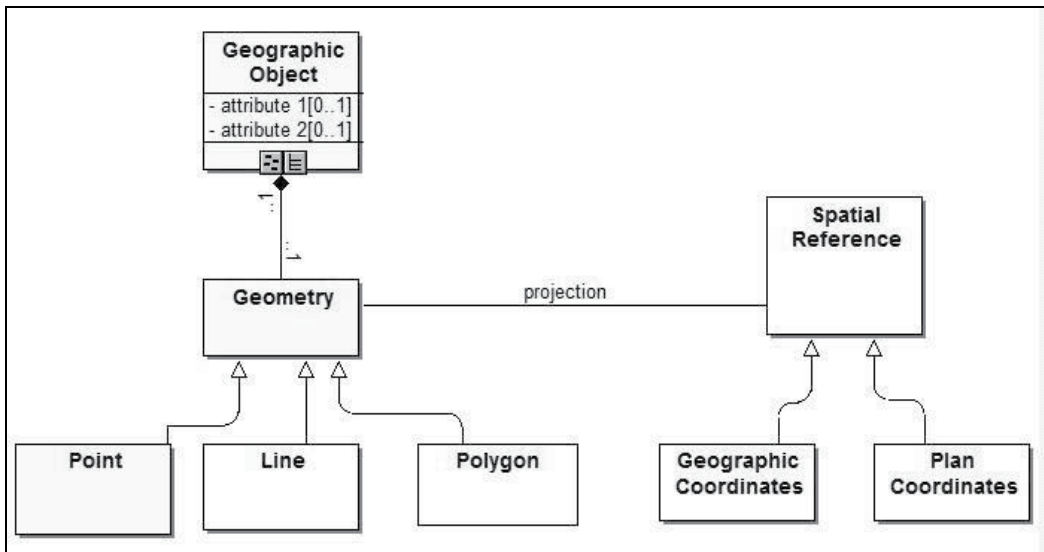 Geographic
Object
- attribute 1[0..1]
- attribute 2[0..1]
..1
..1
Geometry
projection
Spatial
Reference
Point
Line
Polygon
Geographic
Coordinates
Plan
Coordinates